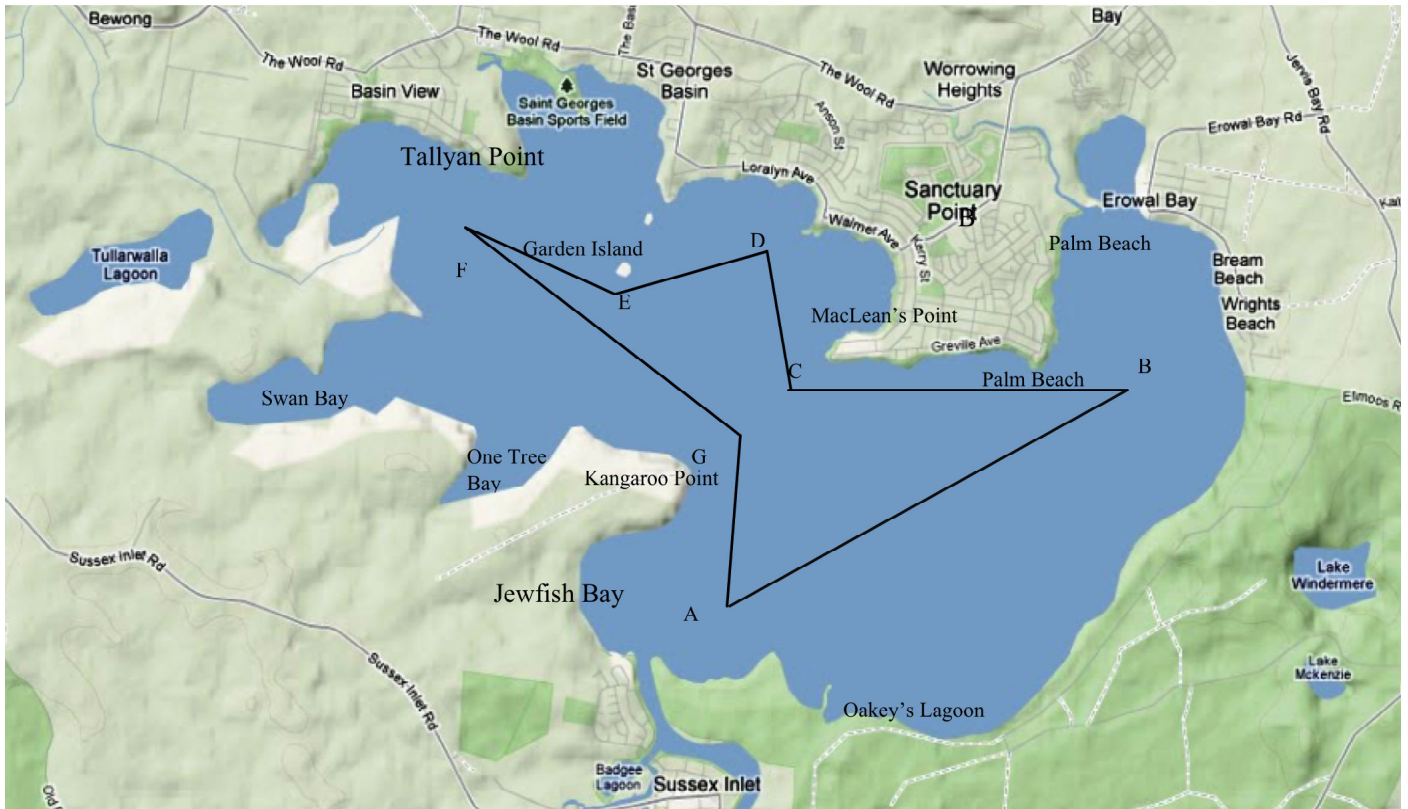 Bewong
The Wool Rd
The Wool Rd
The Bas
Bay
The Wool Rd
St Georges
Basin
Worrowing
Heights
Jervis Bay Rd
Basin View
Saint Georges
Basin Sports Field
Anson St
Erowal Bay Rd
Tallyan Point
Loralyn Ave
Sanctuary
Point
B
Erowal Bay
Walmer Ave
Kerry St
Palm Beach
Tullarwalla
Lagoon
Garden Island
D
F
E
Bream
Beach
Wrights
Beach
MacLean's Point
Greville Ave
C
Palm Beach
B
Elmoos R
Swan Bay
One Tree
Bay
G
Kangaroo Point
Sussex Inlet Rd
Jewfish Bay
A
Lake
Windermere
Sussex Inlet Rd
Lake
Mckenzie
Oakey's Lagoon
Badgee
Lagoon
Sussex Inlet
Old